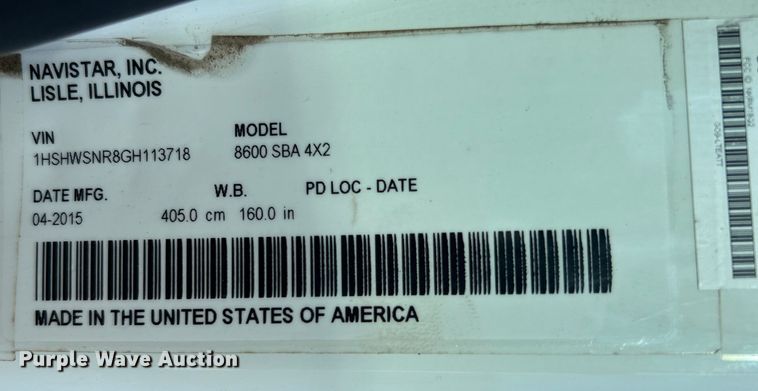 NAVISTAR, INC.
LISLE, ILLINOIS
VIN MODEL
1HSHWSNR8GH113718 8600 SBA 4X2
DATE MFG. W.B. PD LOC - DATE
04-2015 405.0 cm 160.0 in
MADE IN THE UNITED STATES OF AMERICA
Purple Wave Auction